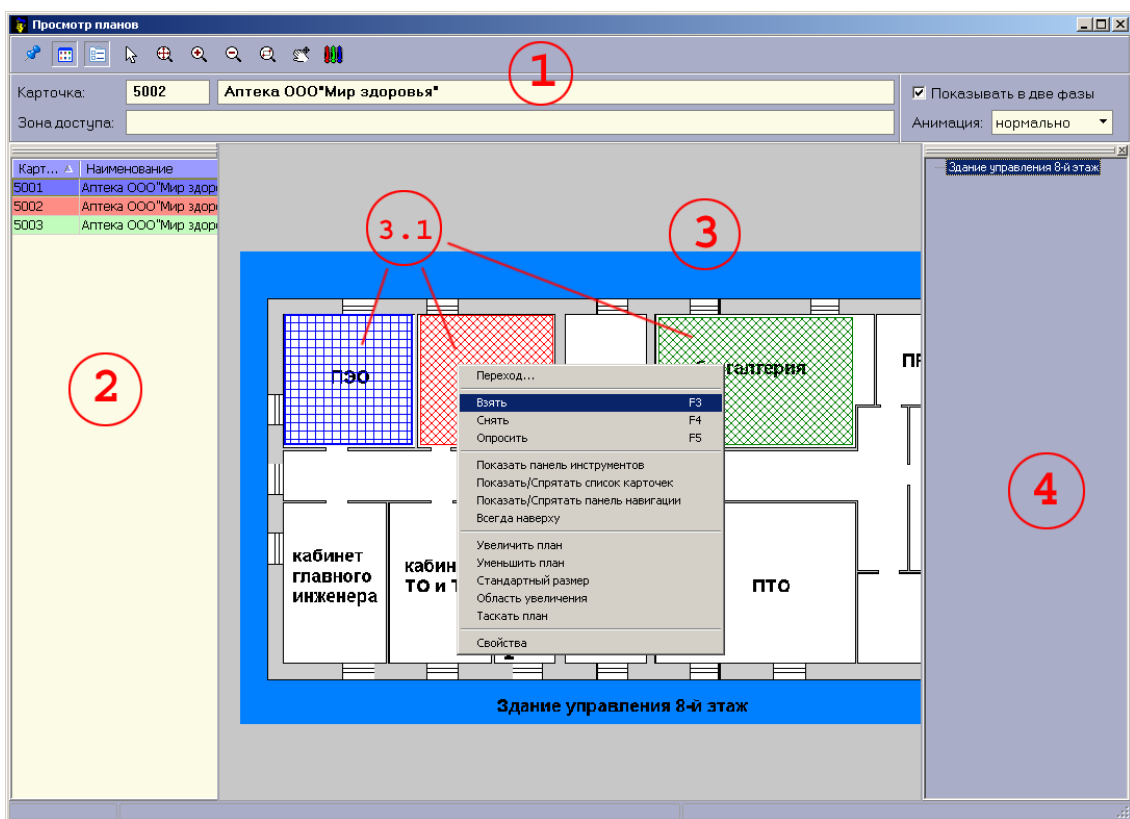 Просмотр планов
1
Карточка: 5002 Аптека ООО"Мир здоровья"
Показывать в две фазы
Зона доступа:
Анимация: нормально
Карт... Наименование
5001 Аптека ООО"Мир здор
5002 Аптека ООО"Мир здор
5003 Аптека ООО"Мир здор
2
3.1
3
ПЭО
галтерия
Переход...
Взять F3
Снять F4
Опросить F5
Показать панель инструментов
Показать/Спрятать список карточек
Показать/Спрятать панель навигации
Всегда наверху
Увеличить план
Уменьшить план
Стандартный размер
Область увеличения
Таскать план
Свойства
кабинет
главного
инженера
кабин
ТО и
ПТО
Здание управления 8-й этаж
Здание управления 8-й этаж
4